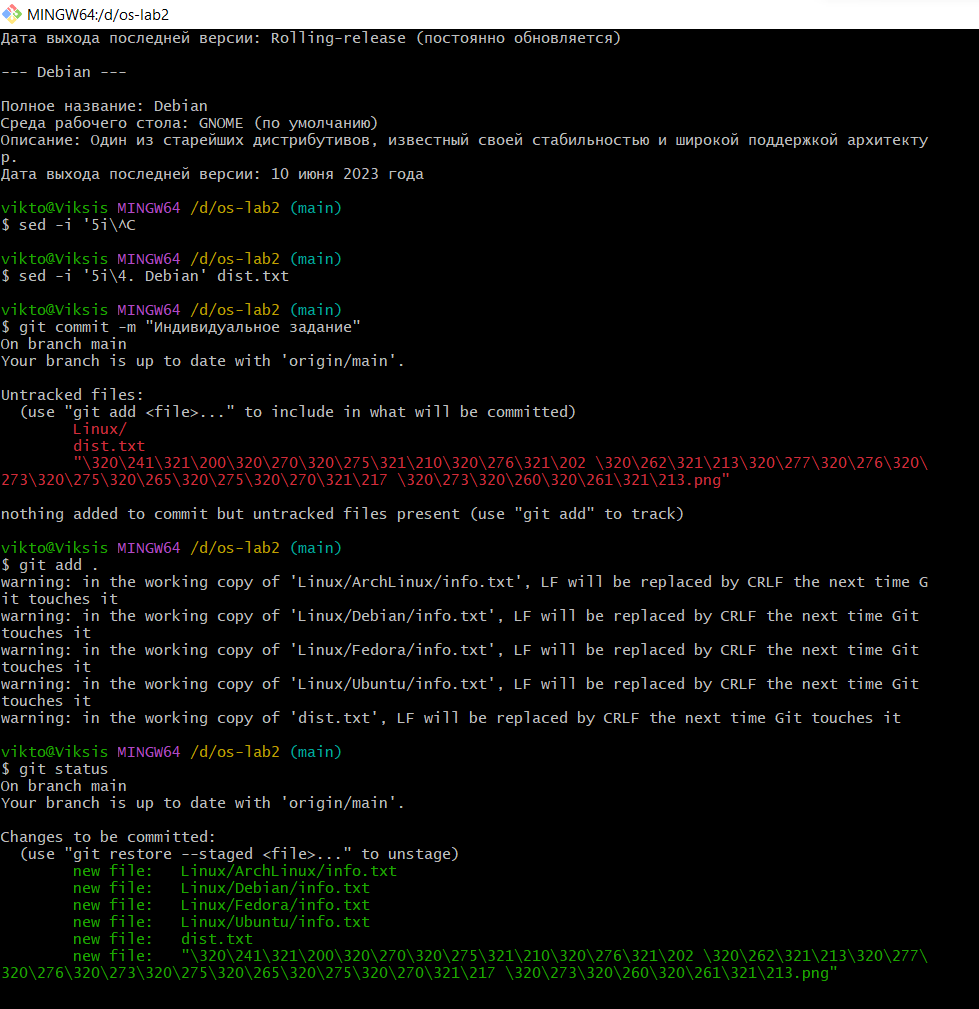 MINGW64:/d/os-lab2
Дата выхода последней версии: Rolling-release (постоянно обновляется)
--- Debian ---
Полное название: Debian
Среда рабочего стола: GNOME (по умолчанию)
Описание: Один из старейших дистрибутивов, известный своей стабильностью и широкой поддержкой архитекту
р.
Дата выхода последней версии: 10 июня 2023 года
vikto@Viksis MINGW64 /d/os-lab2 (main)
$ sed -i '5i\^C
vikto@Viksis MINGW64 /d/os-lab2 (main)
$ sed -i '5i\4. Debian' dist.txt
vikto@Viksis MINGW64 /d/os-lab2 (main)
$ git commit -m "Индивидуальное задание"
On branch main
Your branch is up to date with 'origin/main'.
Untracked files:
  (use "git add <file>..." to include in what will be committed)
        Linux/
        dist.txt
        "\320\241\321\200\320\270\320\275\321\210\320\276\321\202 \320\262\321\213\320\277\320\276\320\
273\320\275\320\265\320\275\320\270\321\217 \320\273\320\260\320\261\321\213.png"
nothing added to commit but untracked files present (use "git add" to track)
vikto@Viksis MINGW64 /d/os-lab2 (main)
$ git add .
warning: in the working copy of 'Linux/ArchLinux/info.txt', LF will be replaced by CRLF the next time G
it touches it
warning: in the working copy of 'Linux/Debian/info.txt', LF will be replaced by CRLF the next time Git
touches it
warning: in the working copy of 'Linux/Fedora/info.txt', LF will be replaced by CRLF the next time Git
touches it
warning: in the working copy of 'Linux/Ubuntu/info.txt', LF will be replaced by CRLF the next time Git
touches it
warning: in the working copy of 'dist.txt', LF will be replaced by CRLF the next time Git touches it
vikto@Viksis MINGW64 /d/os-lab2 (main)
$ git status
On branch main
Your branch is up to date with 'origin/main'.
Changes to be committed:
  (use "git restore --staged <file>..." to unstage)
        new file:   Linux/ArchLinux/info.txt
        new file:   Linux/Debian/info.txt
        new file:   Linux/Fedora/info.txt
        new file:   Linux/Ubuntu/info.txt
        new file:   dist.txt
        new file:   "\320\241\321\200\320\270\320\275\321\210\320\276\321\202 \320\262\321\213\320\277\
320\276\320\273\320\275\320\265\320\275\320\270\321\217 \320\273\320\260\320\261\321\213.png"